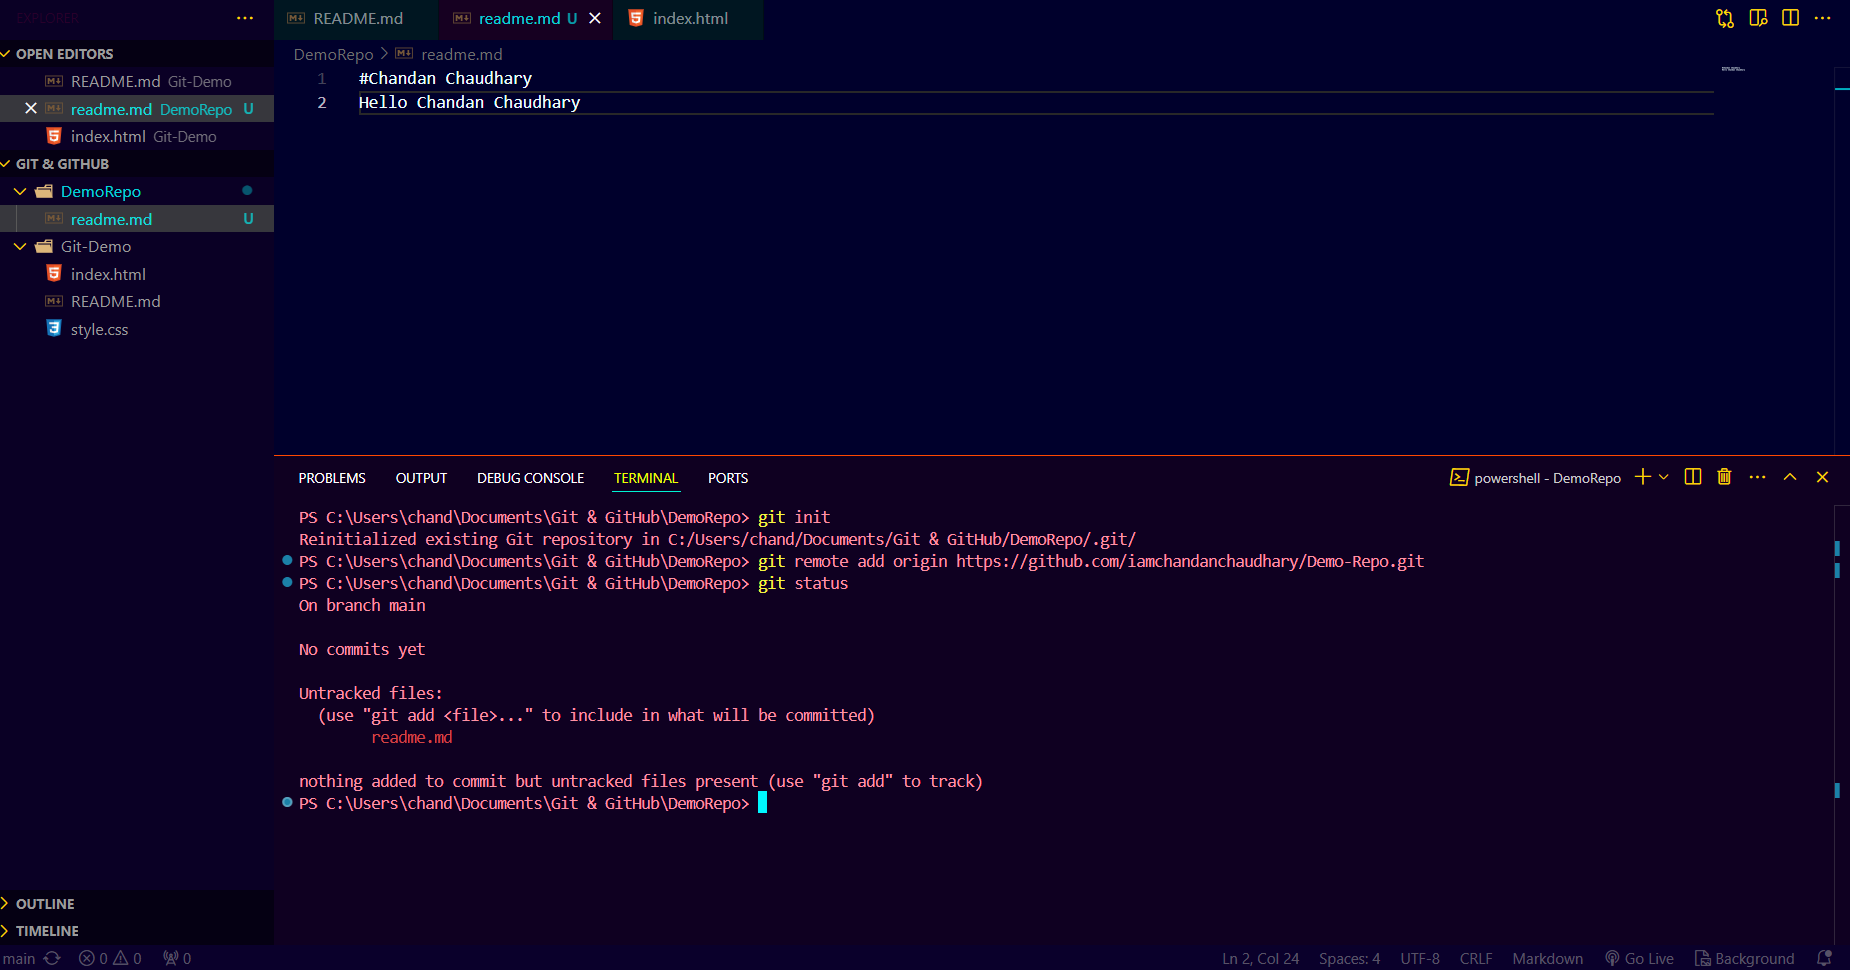 EXPLORER
README.md
readme.md U
index.html
OPEN EDITORS
README.md Git-Demo
readme.md DemoRepo U
index.html Git-Demo
GIT & GITHUB
DemoRepo
readme.md U
Git-Demo
index.html
README.md
style.css
OUTLINE
TIMELINE
DemoRepo > readme.md
1 #Chandan Chaudhary
2 Hello Chandan Chaudhary
PROBLEMS OUTPUT DEBUG CONSOLE TERMINAL PORTS
powershell - DemoRepo
PS C:\Users\chand\Documents\Git & GitHub\DemoRepo> git init
Reinitialized existing Git repository in C:/Users/chand/Documents/Git & GitHub/DemoRepo/.git/
PS C:\Users\chand\Documents\Git & GitHub\DemoRepo> git remote add origin https://github.com/iamchandanchaudhary/Demo-Repo.git
PS C:\Users\chand\Documents\Git & GitHub\DemoRepo> git status
On branch main
No commits yet
Untracked files:
(use "git add <file>..." to include in what will be committed)
readme.md
nothing added to commit but untracked files present (use "git add" to track)
PS C:\Users\chand\Documents\Git & GitHub\DemoRepo>
main 0 0 0
Ln 2, Col 24 Spaces: 4 UTF-8 CRLF Markdown Go Live Background